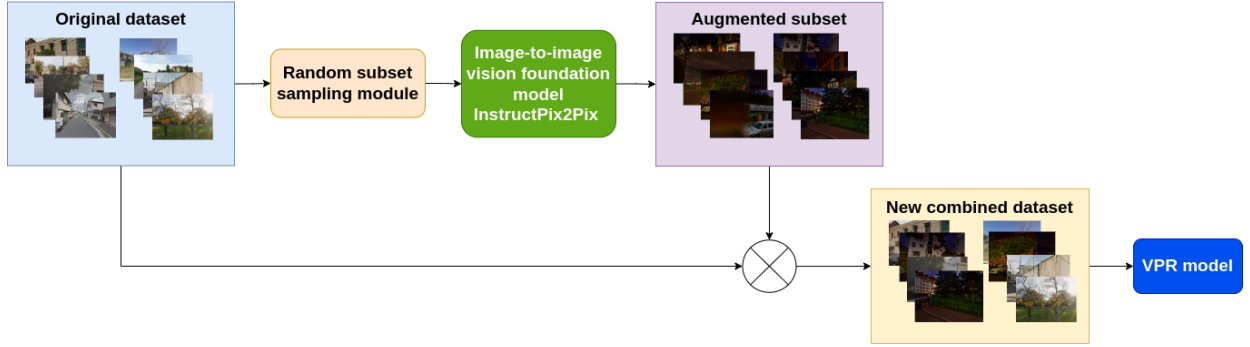 Original dataset
Random subset
sampling module
Image-to-image
vision foundation
model
InstructPix2Pix
Augmented subset
New combined dataset
VPR model